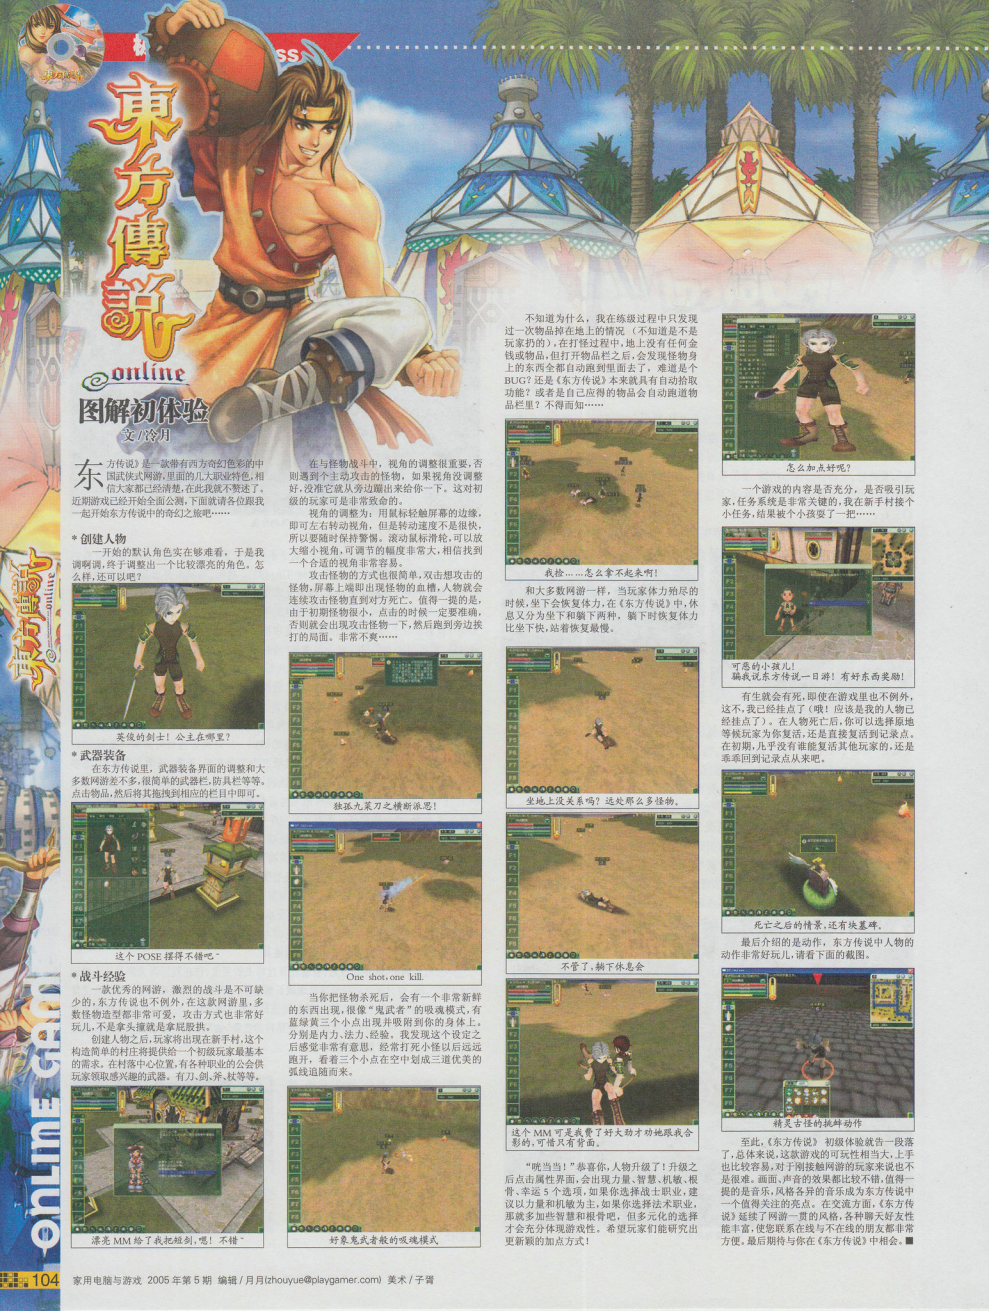 東方傳説
online
图解初体验
文/冷月
东方传说》是一款带有西方奇幻色彩的中
国武侠式网游,里面的几大职业特色,相
信大家都已经清楚,在此我就不赘述了。
近期游戏已经开始全面公测,下面就请各位跟我
一起开始东方传说中的奇幻之旅吧……
* 创建人物
一开始的默认角色实在够难看,于是我
调啊调,终于调整出一个比较漂亮的角色。怎
么样,还可以吧?
英俊的剑士! 公主在哪里?
* 武器装备
在东方传说里,武器装备界面的调整和大
多数网游差不多,很简单的武器栏,防具栏等等。
点击物品,然后将其拖拽到相应的栏目中即可。
这个 POSE 摆得不错吧~
* 战斗经验
一款优秀的网游,激烈的战斗是不可缺
少的,东方传说也不例外,在这款网游里,多
数怪物造型都非常可爱,攻击方式也非常好
玩儿,不是拿头撞就是拿屁股拱。
创建人物之后,玩家将出现在新手村,这个
构造简单的村庄将提供给一个初级玩家最基本
的需求。在村落中心位置,有各种职业的公会供
玩家领取感兴趣的武器。有刀、剑、斧、杖等等。
漂亮 MM 给了我把短剑,嗯! 不错~
在与怪物战斗中,视角的调整很重要,否
则遇到个主动攻击的怪物,如果视角没调整
好,没准它就从旁边蹦出来给你一下。这对初
级的玩家可是非常致命的。
视角的调整为: 用鼠标轻触屏幕的边缘,
即可左右转动视角,但是转动速度不是很快,
所以要随时保持警惕。滚动鼠标滑轮,可以放
大缩小视角,可调节的幅度非常大,相信找到
一个合适的视角非常容易。
攻击怪物的方式也很简单,双击想攻击的
怪物,屏幕上端即出现怪物的血槽,人物就会
连续攻击怪物直到对方死亡。值得一提的是,
由于初期怪物很小,点击的时候一定要准确,
否则就会出现攻击怪物一下,然后跑到旁边挨
打的局面。非常不爽……
独孤九菜刀之横断派思!
One shot, one kill.
当你把怪物杀死后,会有一个非常新鲜
的东西出现,很像“鬼武者”的吸魂模式,有
蓝绿黄三个小点出现并吸附到你的身体上。
分别是内力、法力、经验。我发现这个设定之
后感觉非常有意思,经常打死小怪以后远远
跑开,看着三个小点在空中划成三道优美的
弧线追随而来。
好象鬼武者般的吸魂模式
不知道为什么,我在练级过程中只发现
过一次物品掉在地上的情况 (不知道是不是
玩家扔的),在打怪过程中,地上没有任何金
钱或物品,但打开物品栏之后,会发现怪物身
上的东西全都自动跑到里面去了,难道是个
BUG? 还是《东方传说》本来就具有自动拾取
功能? 或者是自己应得的物品会自动跑道物
品栏里? 不得而知……
我捡……怎么拿不起来啊!
和大多数网游一样,当玩家体力殆尽的
时候,坐下会恢复体力,在《东方传说》中,休
息又分为坐下和躺下两种,躺下时恢复体力
比坐下快,站着恢复最慢。
坐地上没关系吗? 远处那么多怪物。
不管了,躺下休息会
这个 MM 可是我费了好大劲才劝她跟我合
影的,可惜只有背面。
“咣当当!”恭喜你,人物升级了! 升级之
后点击属性界面,会出现力量、智慧、机敏、根
骨、幸运 5 个选项,如果你选择战士职业,建
议以力量和机敏为主,如果你选择法术职业,
那就多加些智慧和根骨吧,但多元化的选择
才会充分体现游戏性。希望玩家们能研究出
更新颖的加点方式!
怎么加点好呢?
一个游戏的内容是否充分,是否吸引玩
家,任务系统是非常关键的,我在新手村接个
小任务,结果被个小孩耍了一把……
可恶的小孩儿!
骗我说东方传说一日游! 有好东西奖励!
有生就会有死,即使在游戏里也不例外,
这不,我已经挂点了 (哦! 应该是我的人物已
经挂点了)。在人物死亡后,你可以选择原地
等候玩家为你复活,还是直接复活到记录点。
在初期,几乎没有谁能复活其他玩家的,还是
乖乖回到记录点从来吧。
死亡之后的情景,还有块墓碑。
最后介绍的是动作,东方传说中人物的
动作非常好玩儿,请看下面的截图。
精灵古怪的挑衅动作
至此,《东方传说》 初级体验就告一段落
了,总体来说,这款游戏的可玩性相当大,上手
也比较容易,对于刚接触网游的玩家来说也不
是很难。画面、声音的效果都比较不错,值得一
提的是音乐,风格各异的音乐成为东方传说中
一个值得关注的亮点。在交流方面,《东方传
说》延续了网游一贯的风格,各种聊天好友性
能丰富,使您联系在线与不在线的朋友都非常
方便。最后期待与你在《东方传说》中相会。■
東方傳説 online
ONLINE GAME
104
家用电脑与游戏 2005 年第 5 期 编辑 / 月月(zhouyue@playgamer.com) 美术 / 子霄